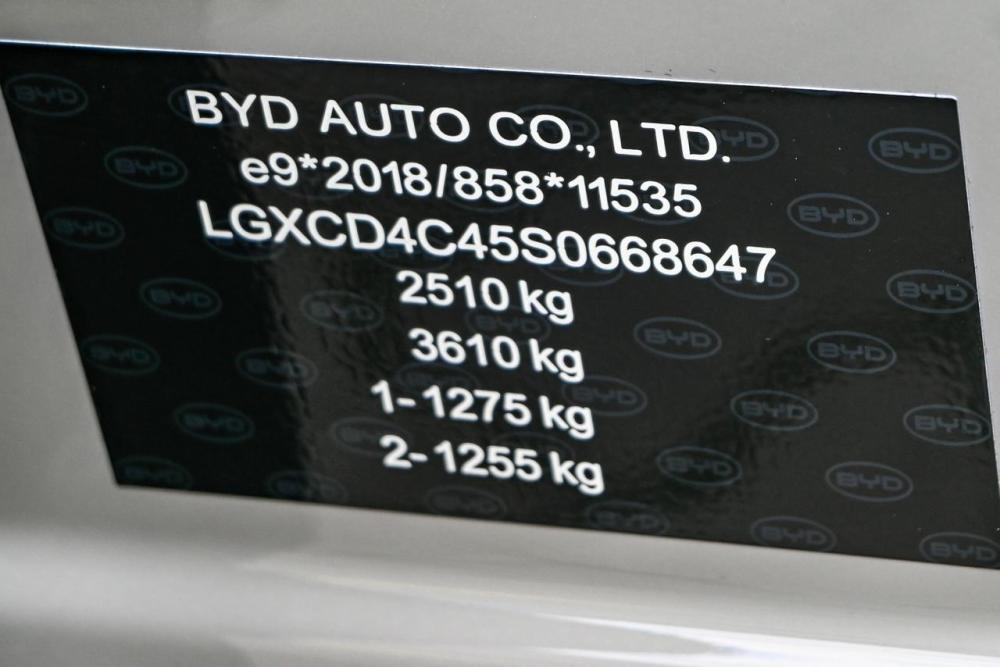 BYD AUTO CO., LTD.
e9*2018/858*11535
LGXCD4C45S0668647
2510 kg
3610 kg
1-1275 kg
2-1255 kg